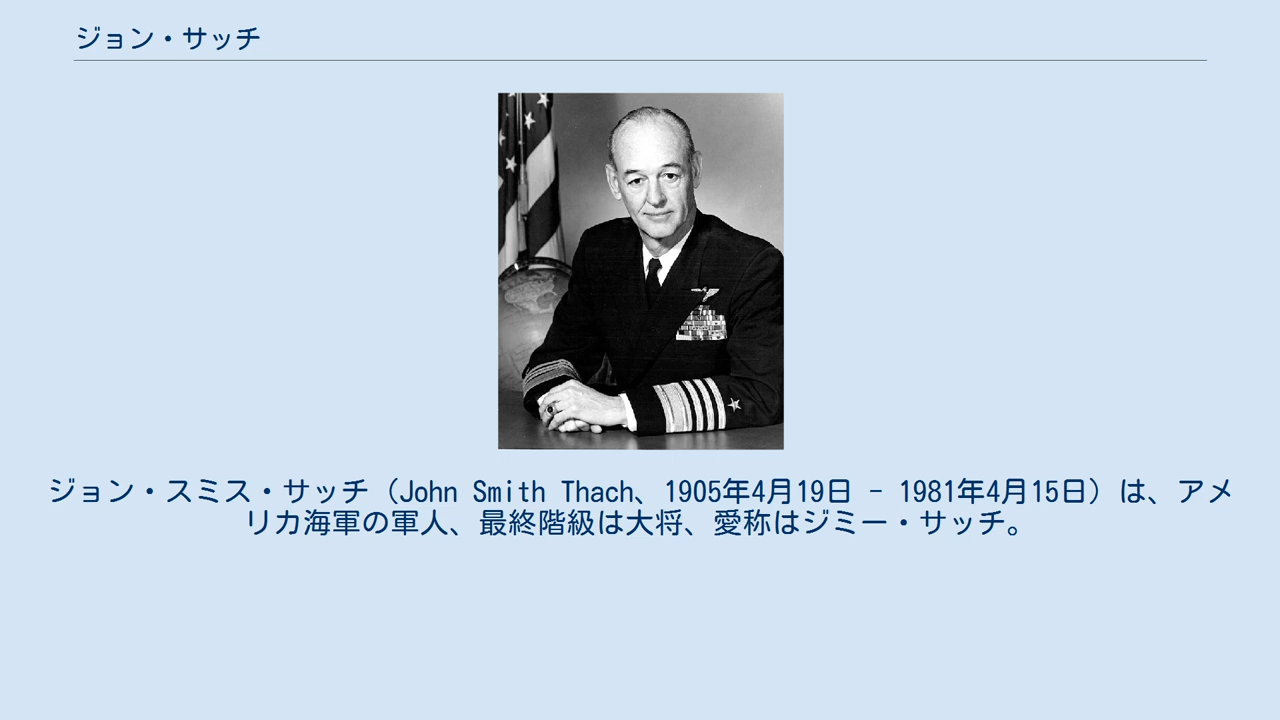 ジョン・サッチ
ジョン・スミス・サッチ（John Smith Thach、1905年4月19日 - 1981年4月15日）は、アメ
リカ海軍の軍人、最終階級は大将、愛称はジミー・サッチ。